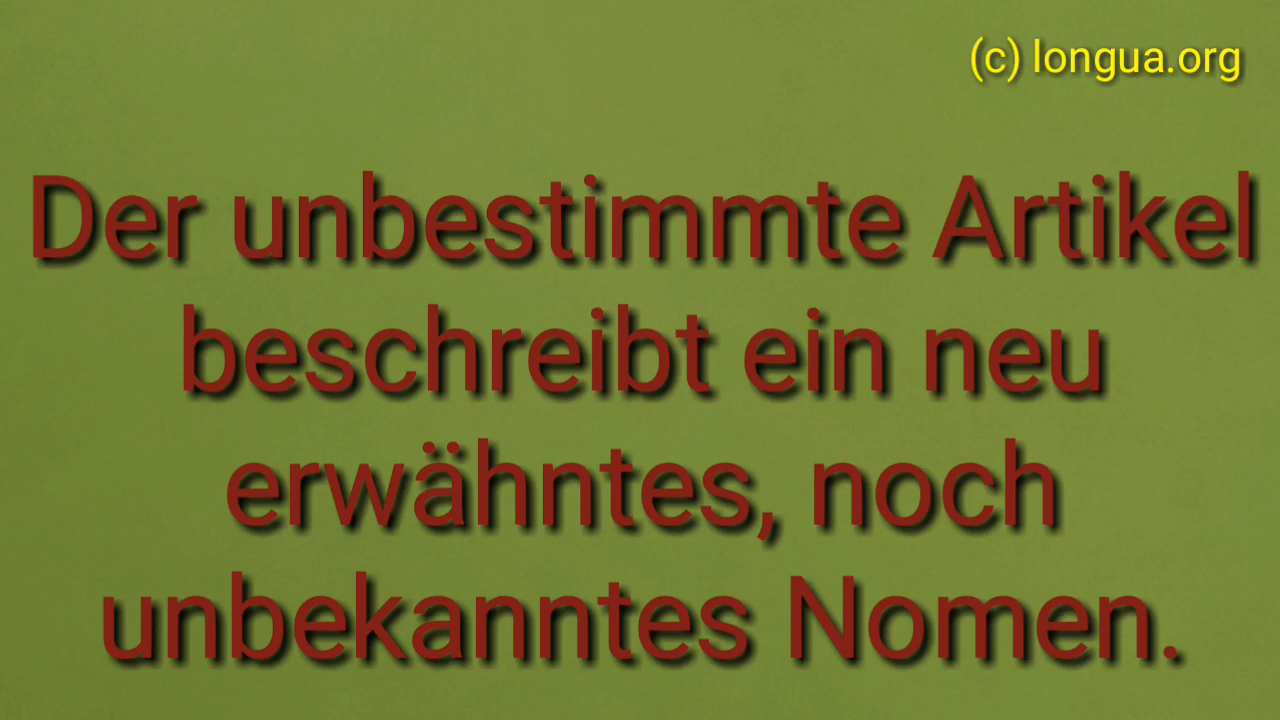 (c) longua.org
Der unbestimmte Artikel
beschreibt ein neu
erwähntes, noch
unbekanntes Nomen.